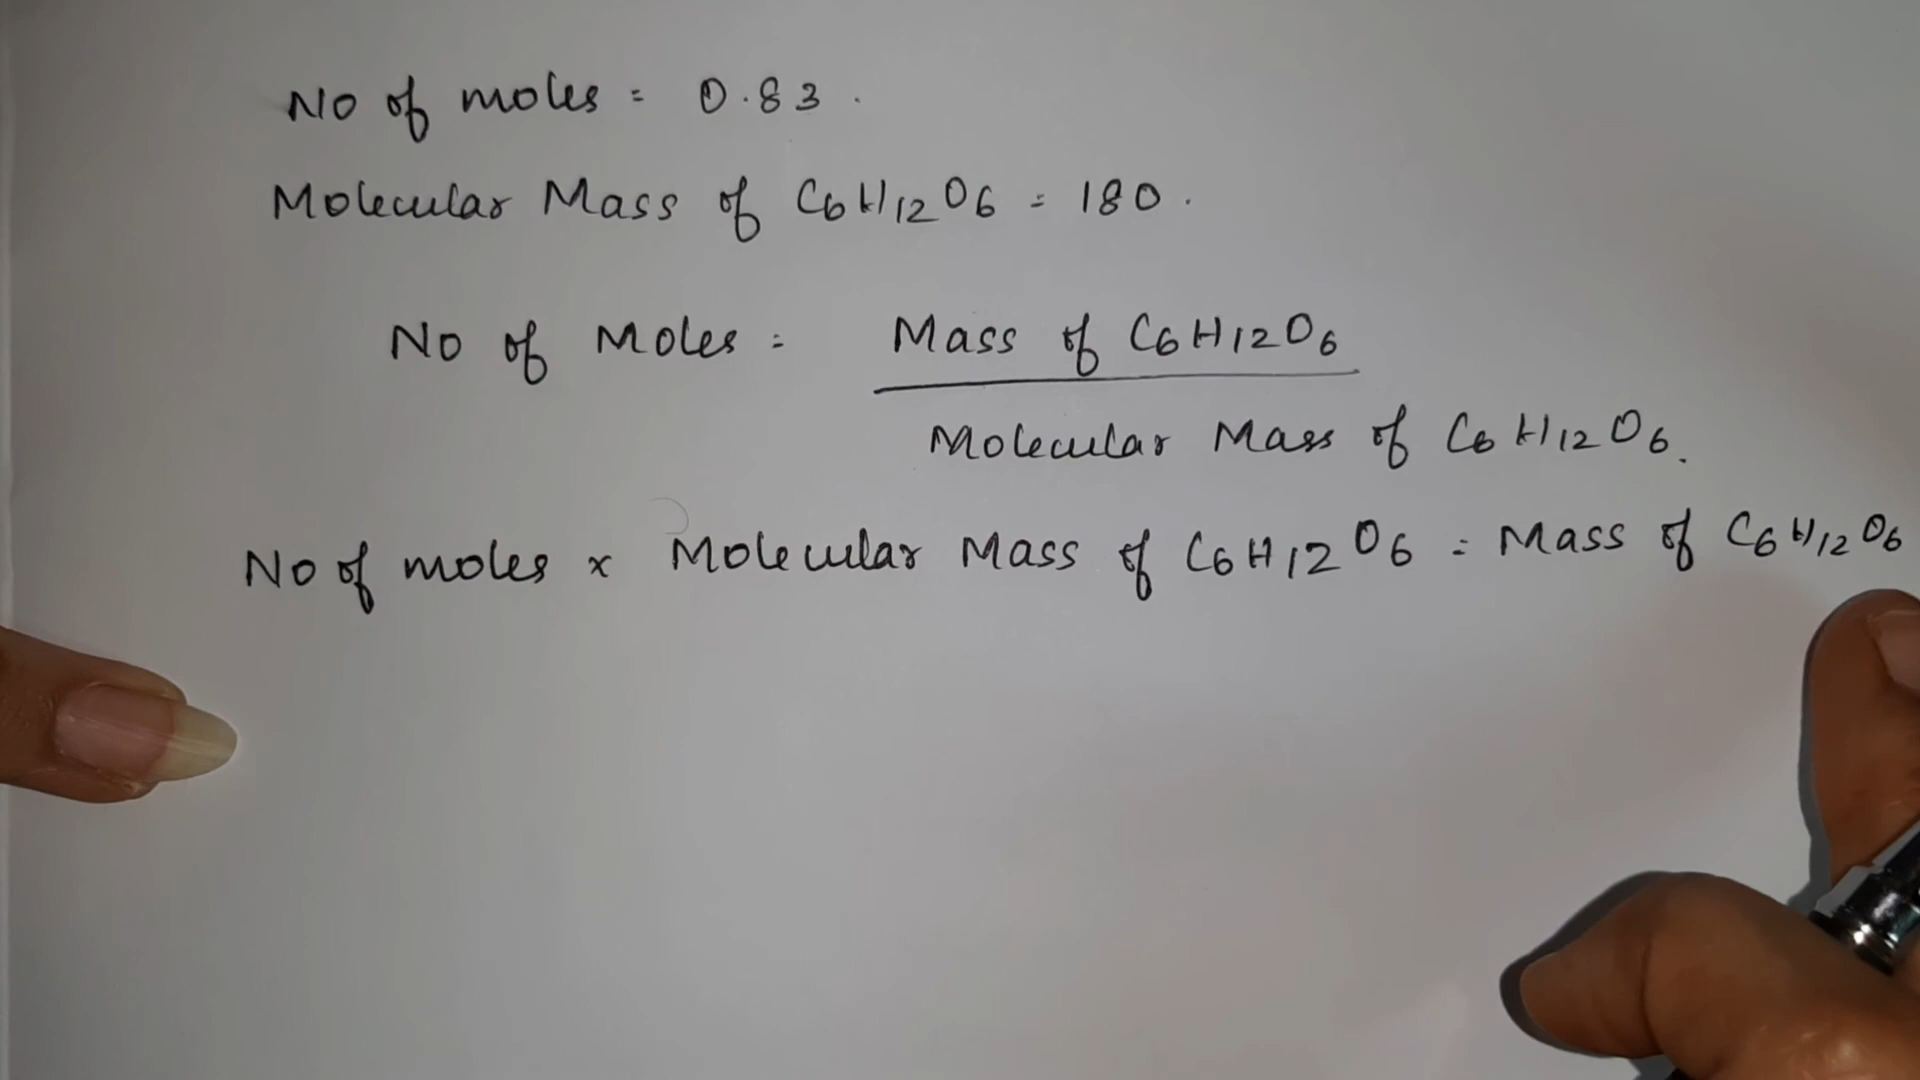 No of moles = 0.83.
Molecular Mass of C6H12O6 = 180.
No of Moles = Mass of C6H12O6
Molecular Mass of C6H12O6.
No of moles x Molecular Mass of C6H12O6 = Mass of C6H12O6